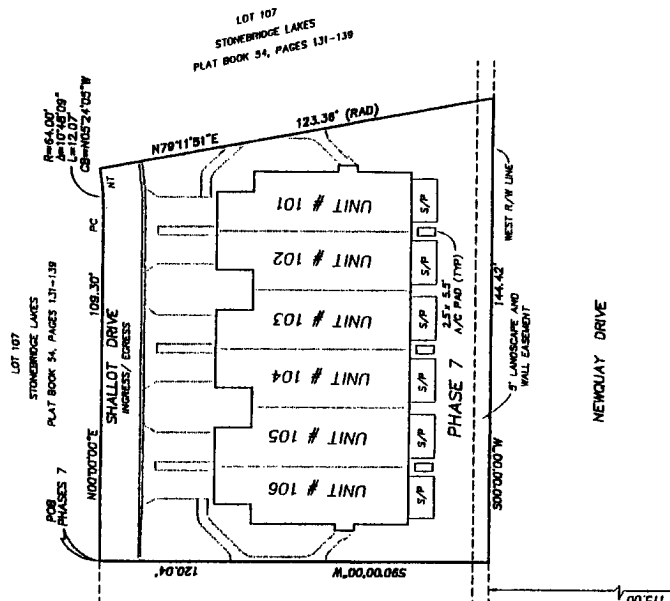 LOT 107
STONEBRIDGE LAKES
PLAT BOOK 54, PAGES 131-139
R=64.00'
Δ=10°48'09"
L=12.07'
CB=N05°24'05"W
N79°11'51"E
123.36' (RAD)
NT
PC
LOT 107
STONEBRIDGE LAKES
PLAT BOOK 54, PAGES 131-139
109.30'
N00°00'00"E
POB
PHASES 7
SHALLOT DRIVE
INGRESS/ EGRESS
UNIT # 101
UNIT # 102
UNIT # 103
UNIT # 104
UNIT # 105
UNIT # 106
S/P
S/P
S/P
S/P
S/P
S/P
2.5' x 5.5'
A/C PAD (TYP)
PHASE 7
WEST R/W LINE
144.42'
5' LANDSCAPE AND
WALL EASEMENT
S00°00'00"W
NEWQUAY DRIVE
120.04'
S90°00'00"W
115.00'